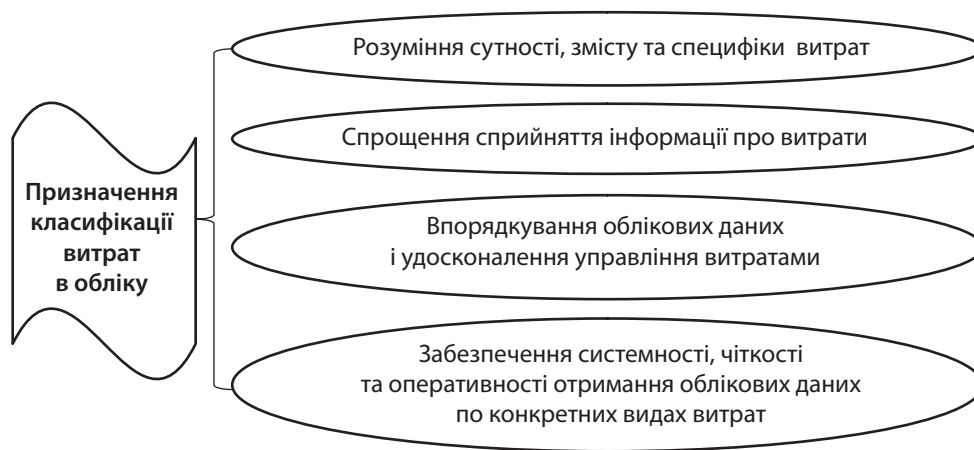 Призначення
класифікації
витрат
в обліку
Розуміння сутності, змісту та специфіки витрат
Спрощення сприйняття інформації про витрати
Впорядкування облікових даних
і удосконалення управління витратами
Забезпечення системності, чіткості
та оперативності отримання облікових даних
по конкретних видах витрат